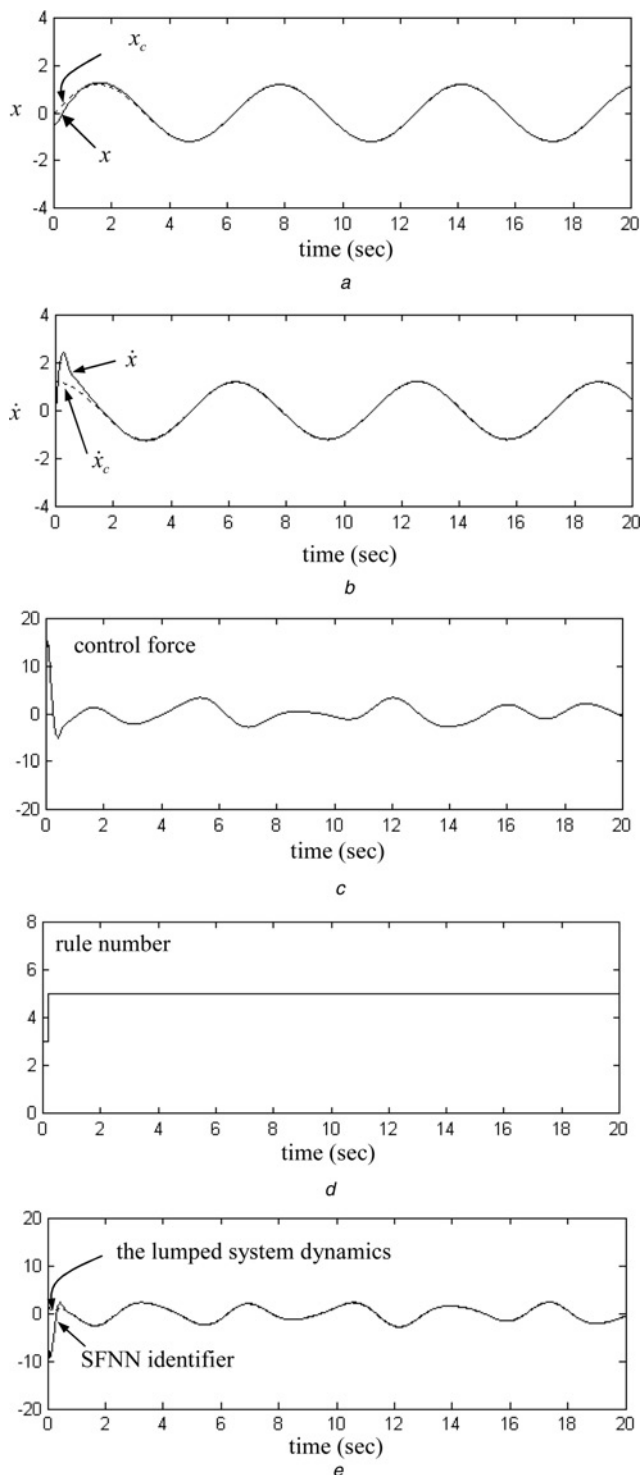 x_c
4
2
x 0
x
-2
-4
0 2 4 6 8 10 12 14 16 18 20
time (sec)
a
4
2
ẋ
ẋ 0
ẋ_c
-2
-4
0 2 4 6 8 10 12 14 16 18 20
time (sec)
b
20
control force
10
0
-10
-20
0 2 4 6 8 10 12 14 16 18 20
time (sec)
c
8
rule number
6
4
2
0
0 2 4 6 8 10 12 14 16 18 20
time (sec)
d
20
the lumped system dynamics
10
0
SFNN identifier
-10
-20
0 2 4 6 8 10 12 14 16 18 20
time (sec)
e